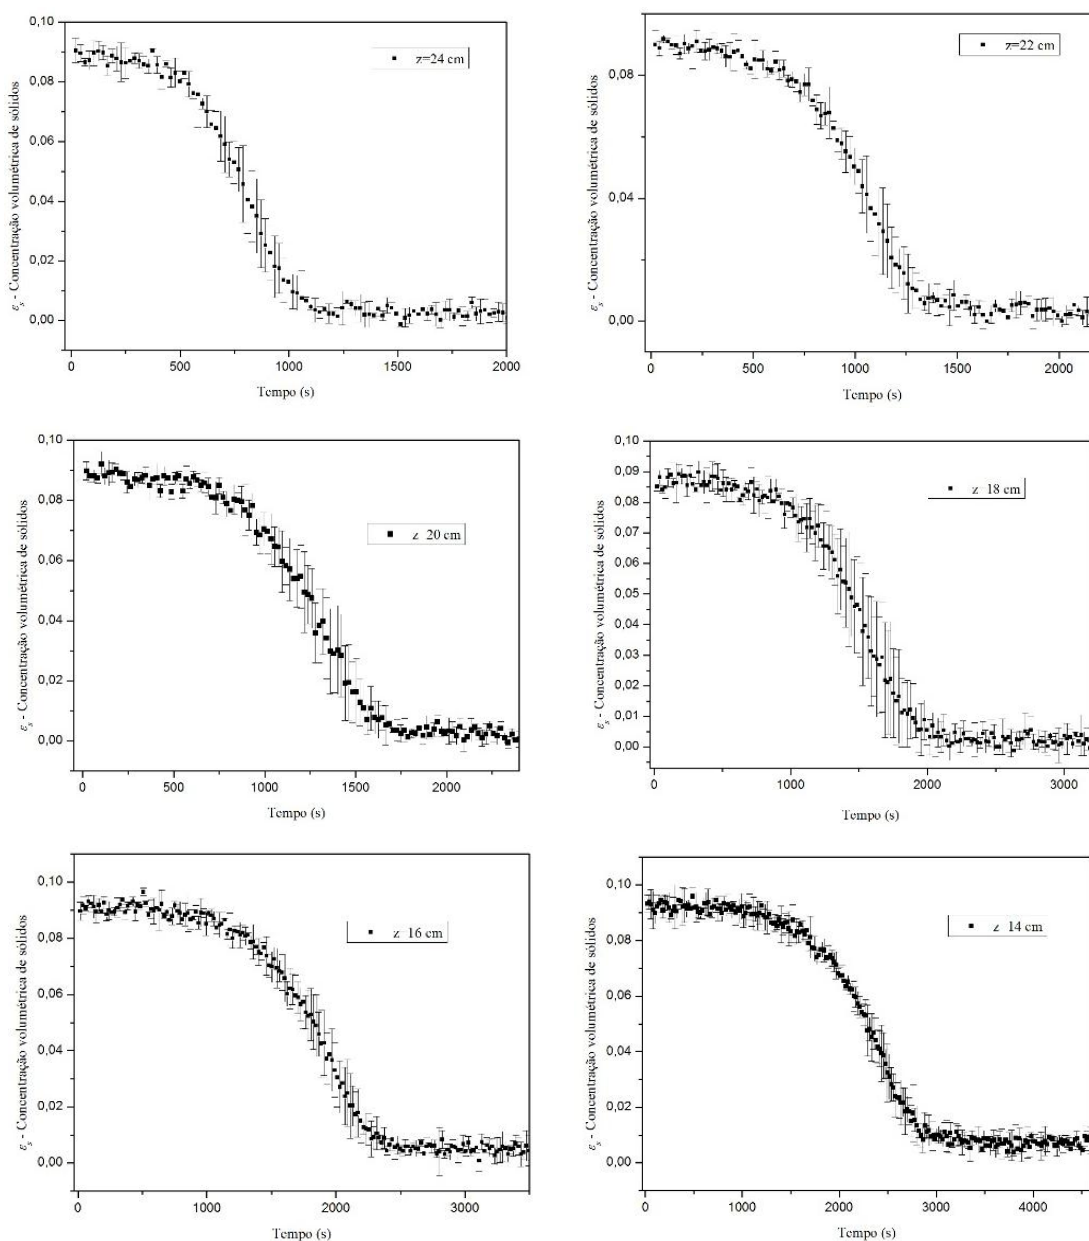 0,10
0,08
0,06
0,04
0,02
0,00
ε_s - Concentração volumétrica de sólidos
z=24 cm
0 500 1000 1500 2000
Tempo (s)
0,08
0,04
0,00
ε_s - Concentração volumétrica de sólidos
z=22 cm
0 500 1000 1500 2000
Tempo (s)
0,10
0,08
0,06
0,04
0,02
0,00
ε_s - Concentração volumétrica de sólidos
z 20 cm
0 500 1000 1500 2000
Tempo (s)
0,10
0,09
0,08
0,07
0,06
0,05
0,04
0,03
0,02
0,01
0,00
ε_s - Concentração volumétrica de sólidos
z 18 cm
0 1000 2000 3000
Tempo (s)
0,10
0,08
0,06
0,04
0,02
0,00
ε_s - Concentração volumétrica de sólidos
z 16 cm
0 1000 2000 3000
Tempo (s)
0,10
0,08
0,06
0,04
0,02
0,00
ε_s - Concentração volumétrica de sólidos
z 14 cm
0 1000 2000 3000 4000
Tempo (s)